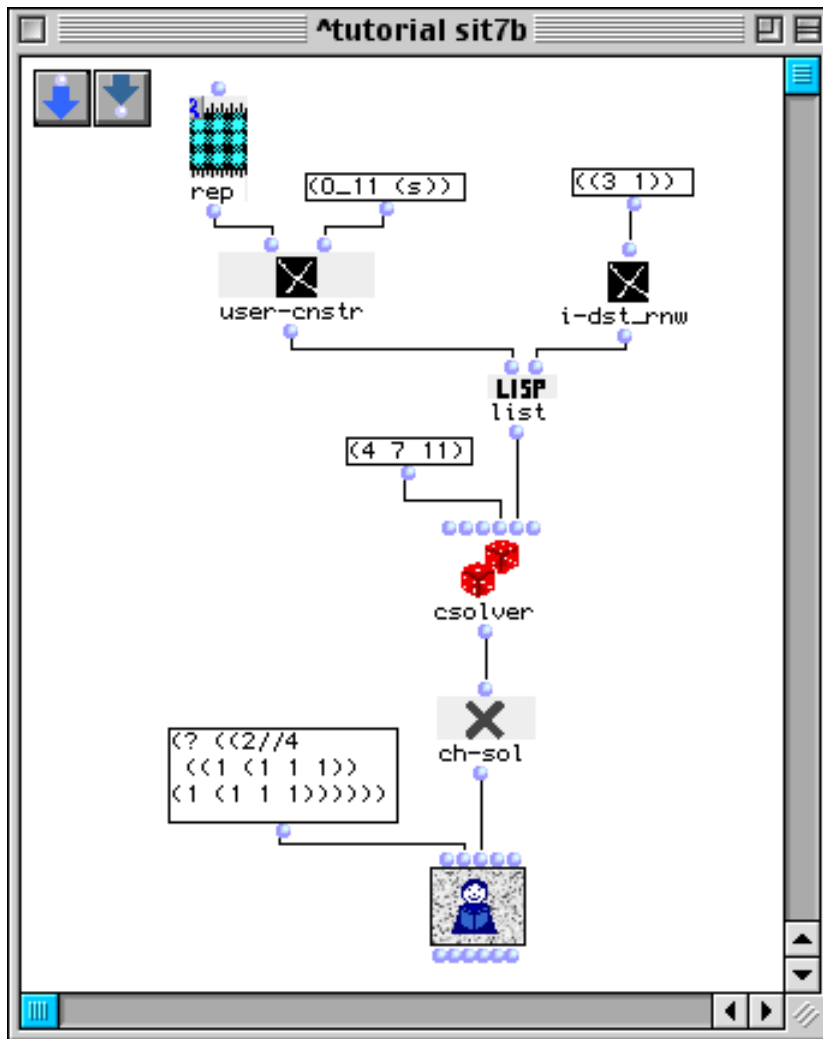 ^tutorial sit7b
rep
(0_11 (s))
((3 1))
user-cnstr
i-dst_rnw
LISP
list
(4 7 11)
csolver
(? ((2//4
((1 (1 1 1))
(1 (1 1 1))))))
ch-sol